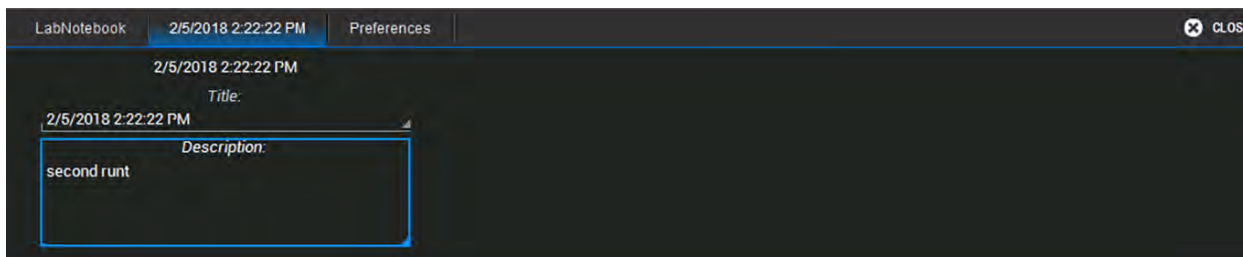 LabNotebook 2/5/2018 2:22:22 PM Preferences CLOS
2/5/2018 2:22:22 PM
Title:
2/5/2018 2:22:22 PM
Description:
second runt